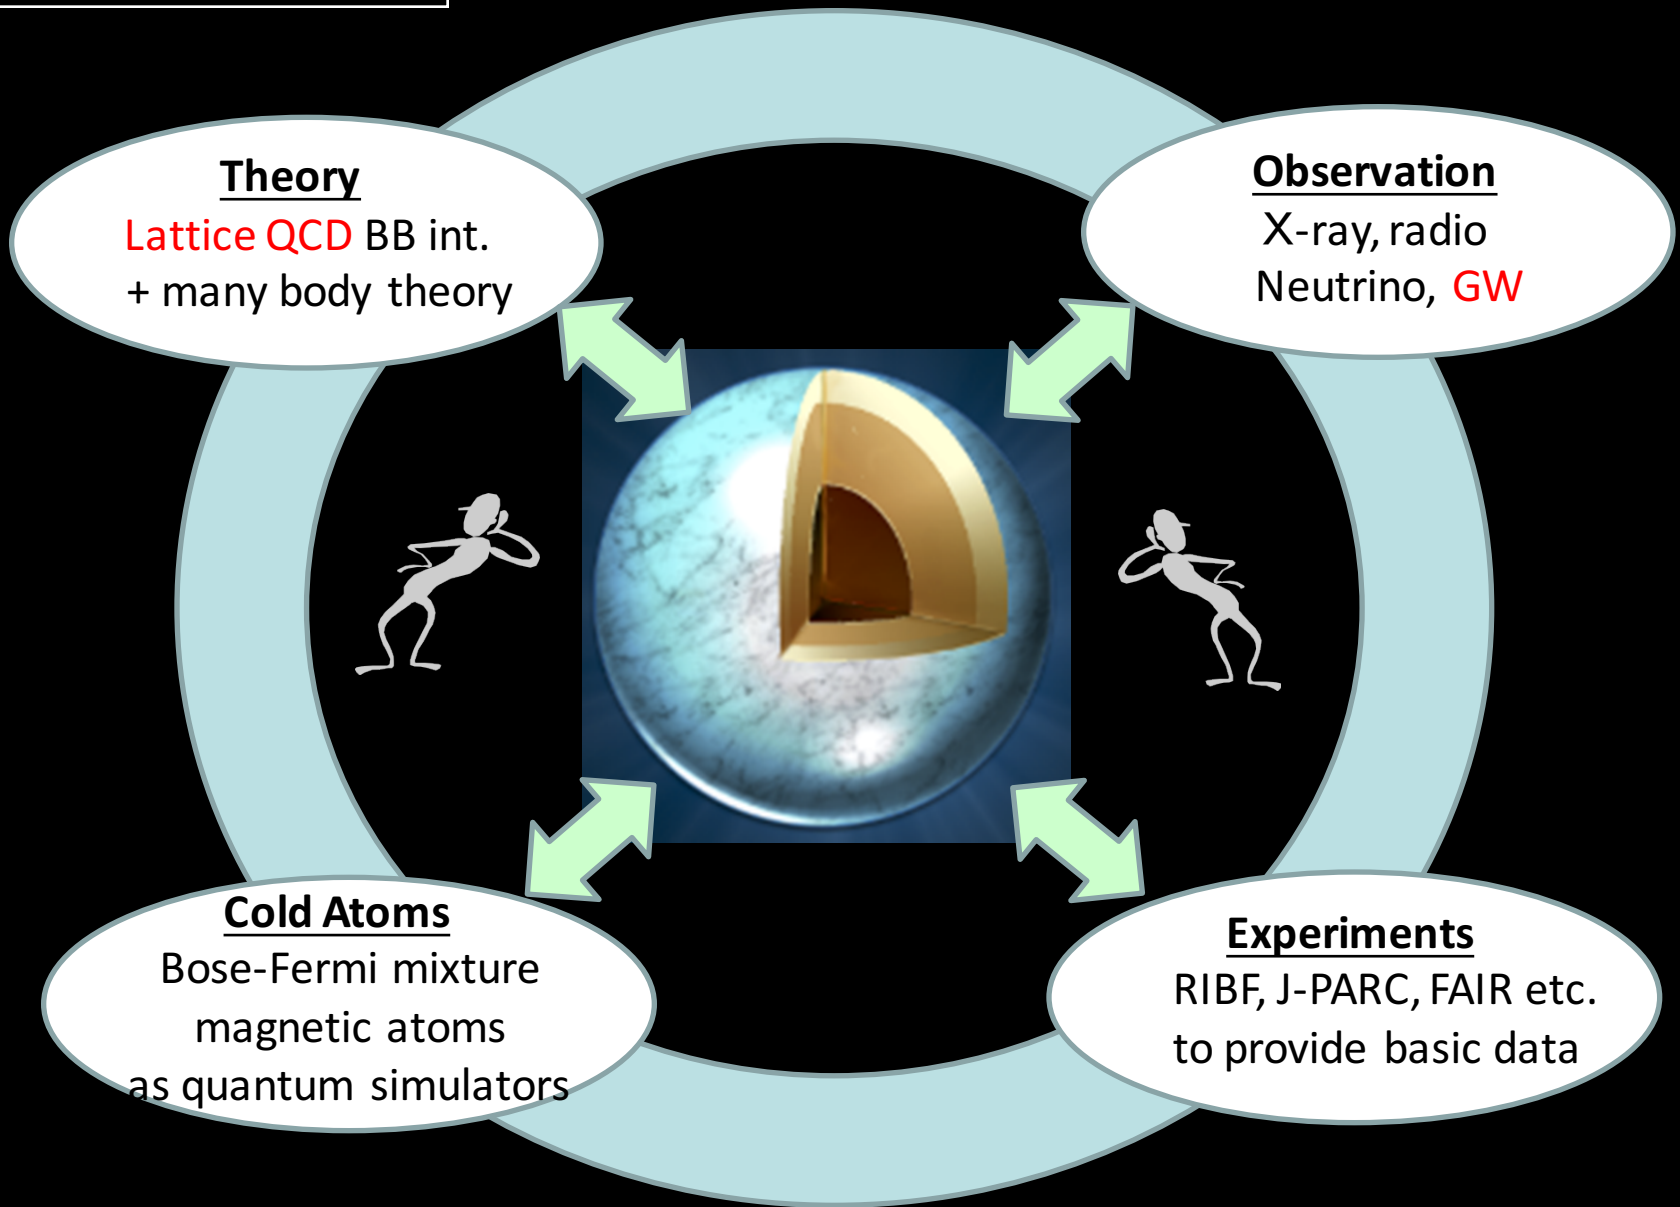 Theory
Lattice QCD BB int.
+ many body theory
Observation
X-ray, radio
Neutrino, GW
Cold Atoms
Bose-Fermi mixture
magnetic atoms
as quantum simulators
Experiments
RIBF, J-PARC, FAIR etc.
to provide basic data